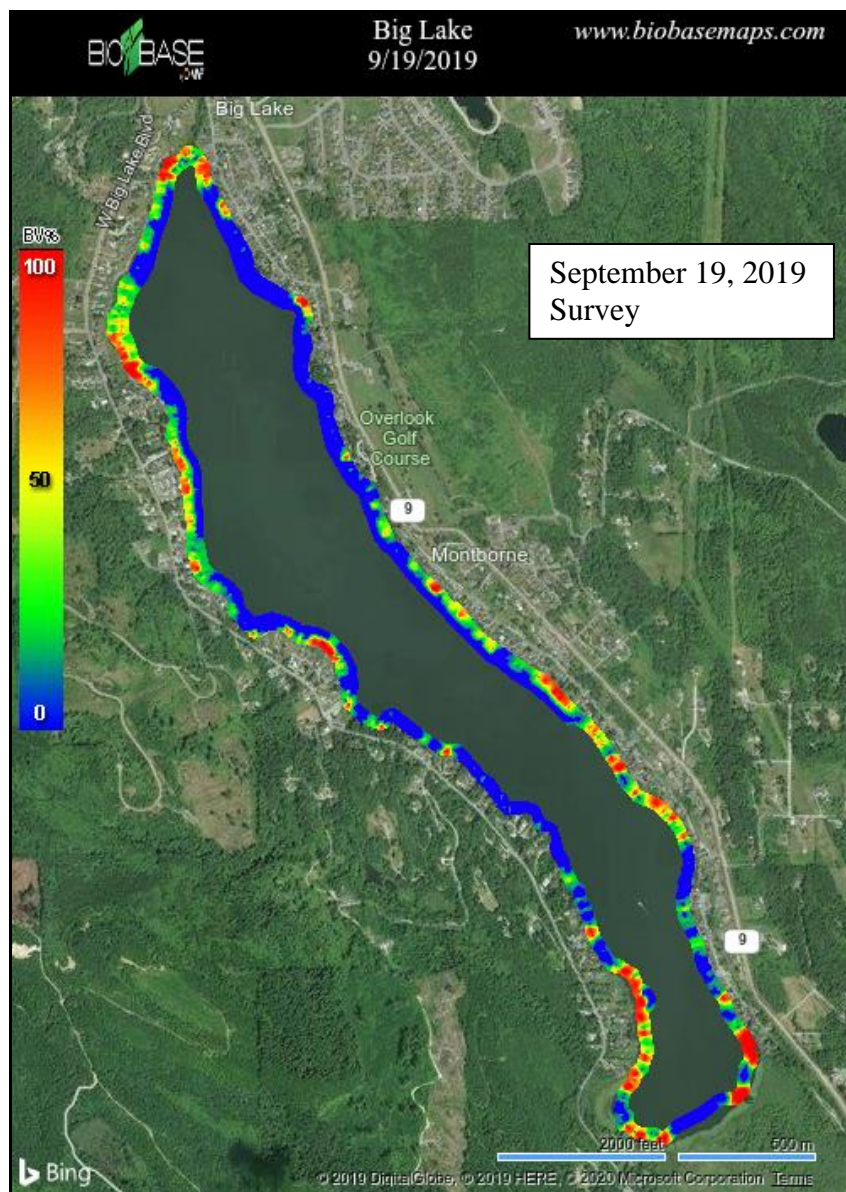 BIO BASE
Big Lake
9/19/2019
www.biobasemaps.com
Big Lake
W Big Lake Blvd
BV%
100
50
0
September 19, 2019
Survey
Overlook
Golf
Course
9
Montborne
9
2000 feet
500 m
Bing
© 2019 DigitalGlobe, © 2019 HERE, © 2020 Microsoft Corporation Terms